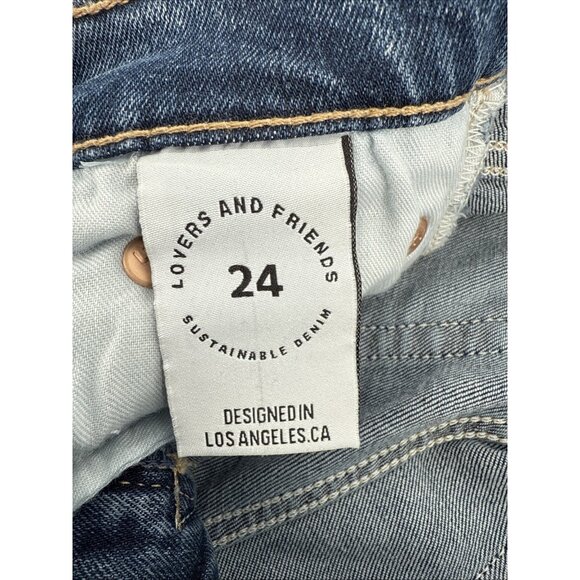 LOVERS AND FRIENDS
24
SUSTAINABLE DENIM
DESIGNED IN
LOS ANGELES.CA